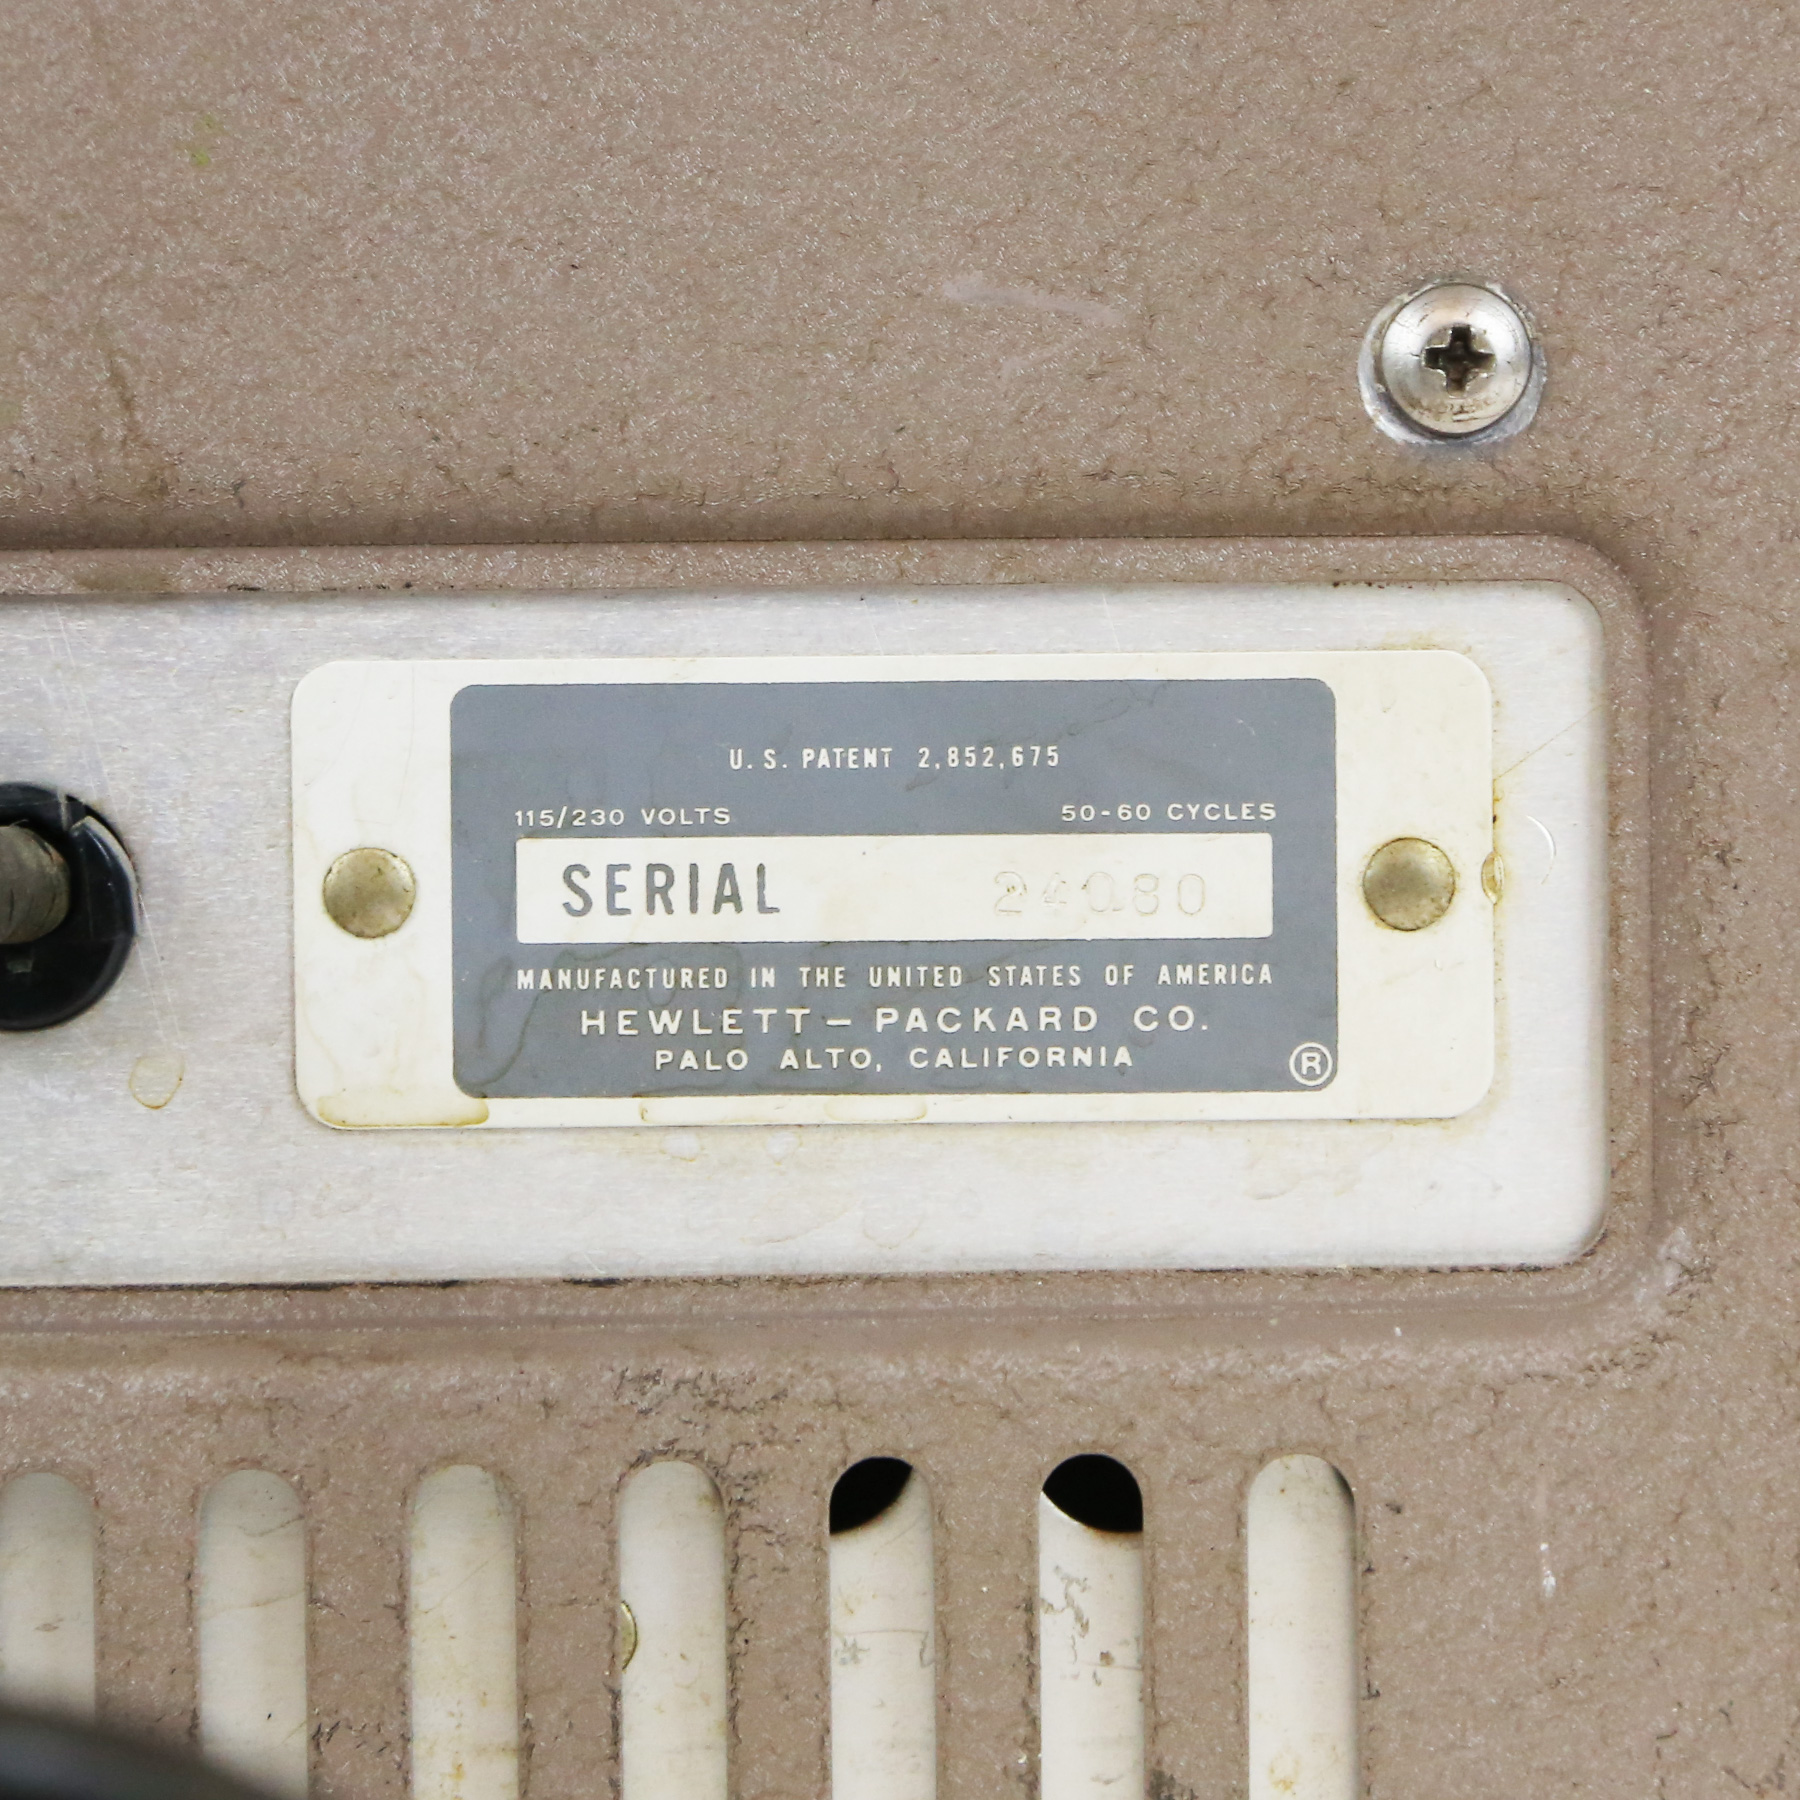 U.S. PATENT 2,852,675
115/230 VOLTS 50-60 CYCLES
SERIAL 24080
MANUFACTURED IN THE UNITED STATES OF AMERICA
HEWLETT-PACKARD CO.
PALO ALTO, CALIFORNIA ®